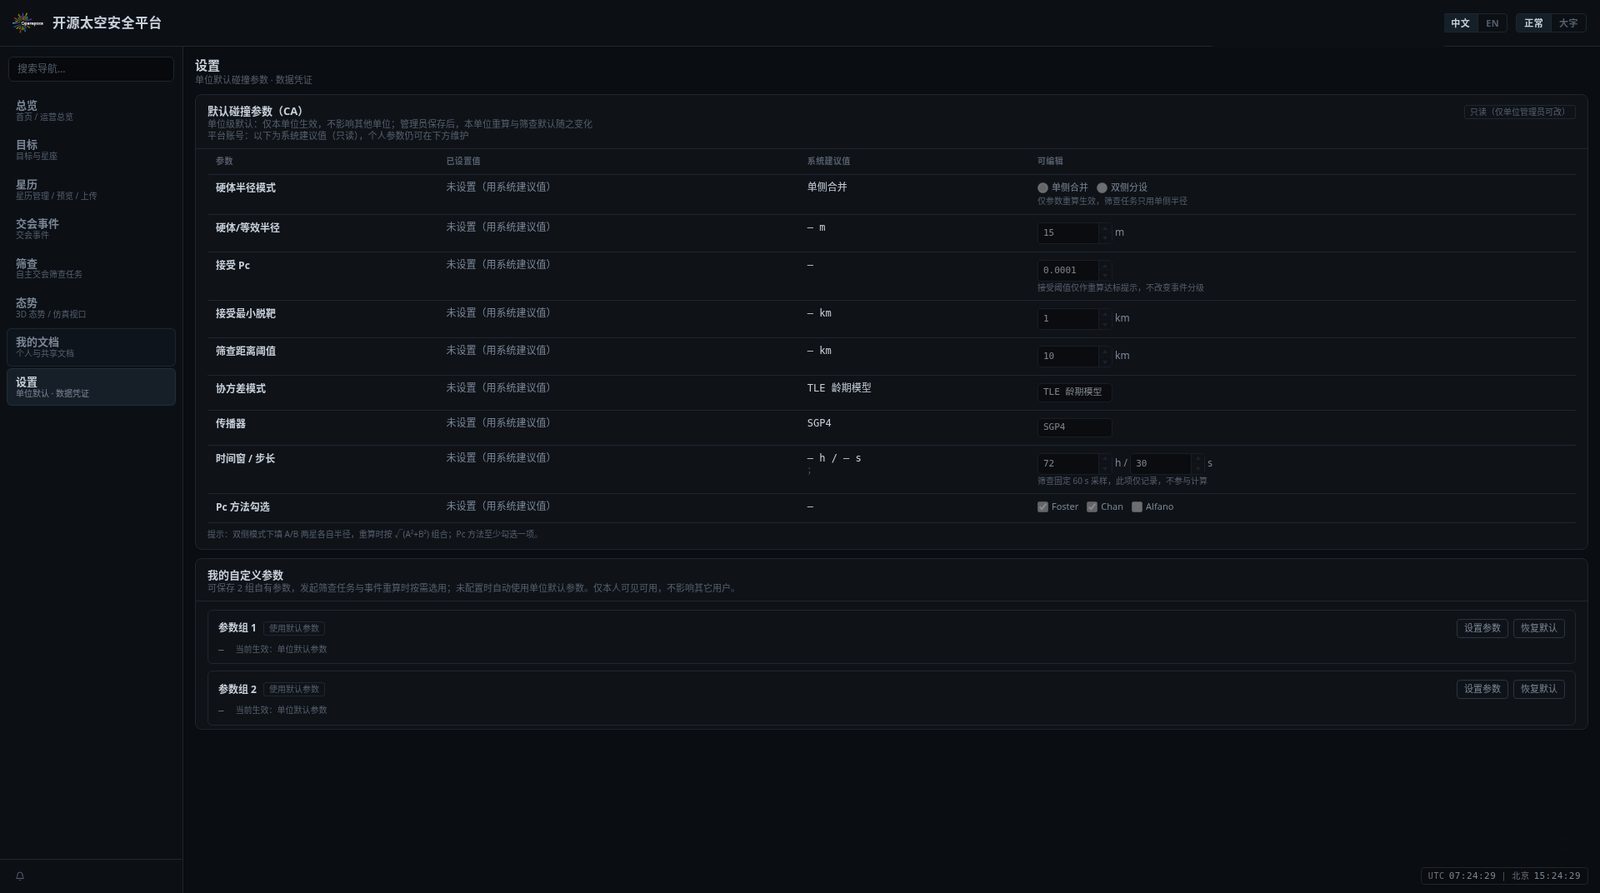 开源太空安全平台
中文 EN 正常 大字
搜索导航...
总览
首页 / 运营总览
目标
目标与星座
星历
星历管理 / 预览 / 上传
交会事件
交会事件
筛查
自主交会筛查任务
态势
3D 态势 / 仿真视口
我的文档
个人与共享文档
设置
单位默认 · 数据凭证
设置
单位默认碰撞参数 · 数据凭证
默认碰撞参数（CA）
只读（仅单位管理员可改）
单位级默认：仅本单位生效，不影响其他单位；管理员保存后，本单位重算与筛查默认随之变化
平台账号：以下为系统建议值（只读），个人参数仍可在下方维护
参数 已设置值 系统建议值 可编辑
硬体半径模式 未设置（用系统建议值） 单侧合并 单侧合并 双侧分设
仅参数重算生效，筛查任务只用单侧半径
硬体/等效半径 未设置（用系统建议值） — m 15 m
接受 Pc 未设置（用系统建议值） — 0.0001
接受阈值仅作重算达标提示，不改变事件分级
接受最小脱靶 未设置（用系统建议值） — km 1 km
筛查距离阈值 未设置（用系统建议值） — km 10 km
协方差模式 未设置（用系统建议值） TLE 龄期模型 TLE 龄期模型
传播器 未设置（用系统建议值） SGP4 SGP4
时间窗 / 步长 未设置（用系统建议值） — h / — s 72 h / 30 s
;
筛查固定 60 s 采样，此项仅记录，不参与计算
Pc 方法勾选 未设置（用系统建议值） — Foster Chan Alfano
提示：双侧模式下填 A/B 两星各自半径，重算时按 √(A²+B²) 组合；Pc 方法至少勾选一项。
我的自定义参数
可保存 2 组自有参数，发起筛查任务与事件重算时按需选用；未配置时自动使用单位默认参数。仅本人可见可用，不影响其它用户。
参数组 1 使用默认参数 设置参数 恢复默认
— 当前生效：单位默认参数
参数组 2 使用默认参数 设置参数 恢复默认
— 当前生效：单位默认参数
UTC 07:24:29 | 北京 15:24:29